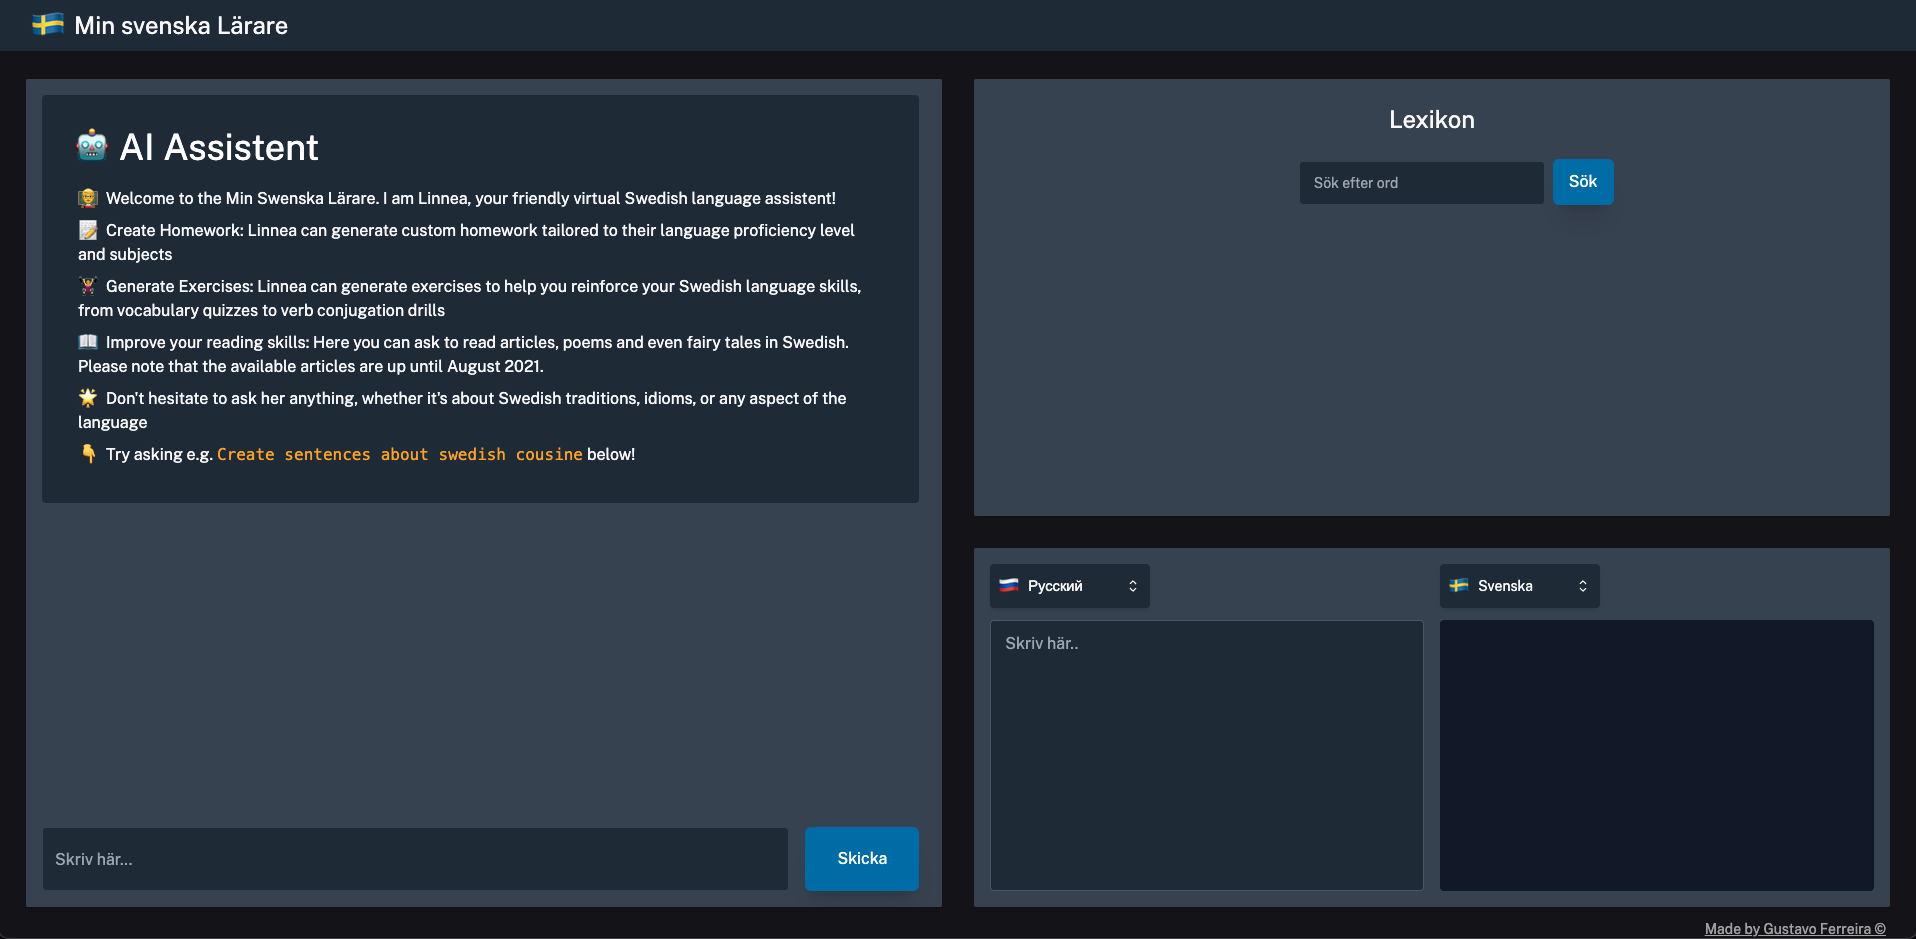 Min svenska Lärare
AI Assistent
Welcome to the Min Swenska Lärare. I am Linnea, your friendly virtual Swedish language assistent!
Create Homework: Linnea can generate custom homework tailored to their language proficiency level
and subjects
Generate Exercises: Linnea can generate exercises to help you reinforce your Swedish language skills,
from vocabulary quizzes to verb conjugation drills
Improve your reading skills: Here you can ask to read articles, poems and even fairy tales in Swedish.
Please note that the available articles are up until August 2021.
Don't hesitate to ask her anything, whether it's about Swedish traditions, idioms, or any aspect of the
language
Try asking e.g. Create sentences about swedish cousine below!
Skriv här...
Skicka
Lexikon
Sök efter ord
Sök
Русский
Svenska
Skriv här..
Made by Gustavo Ferreira ©